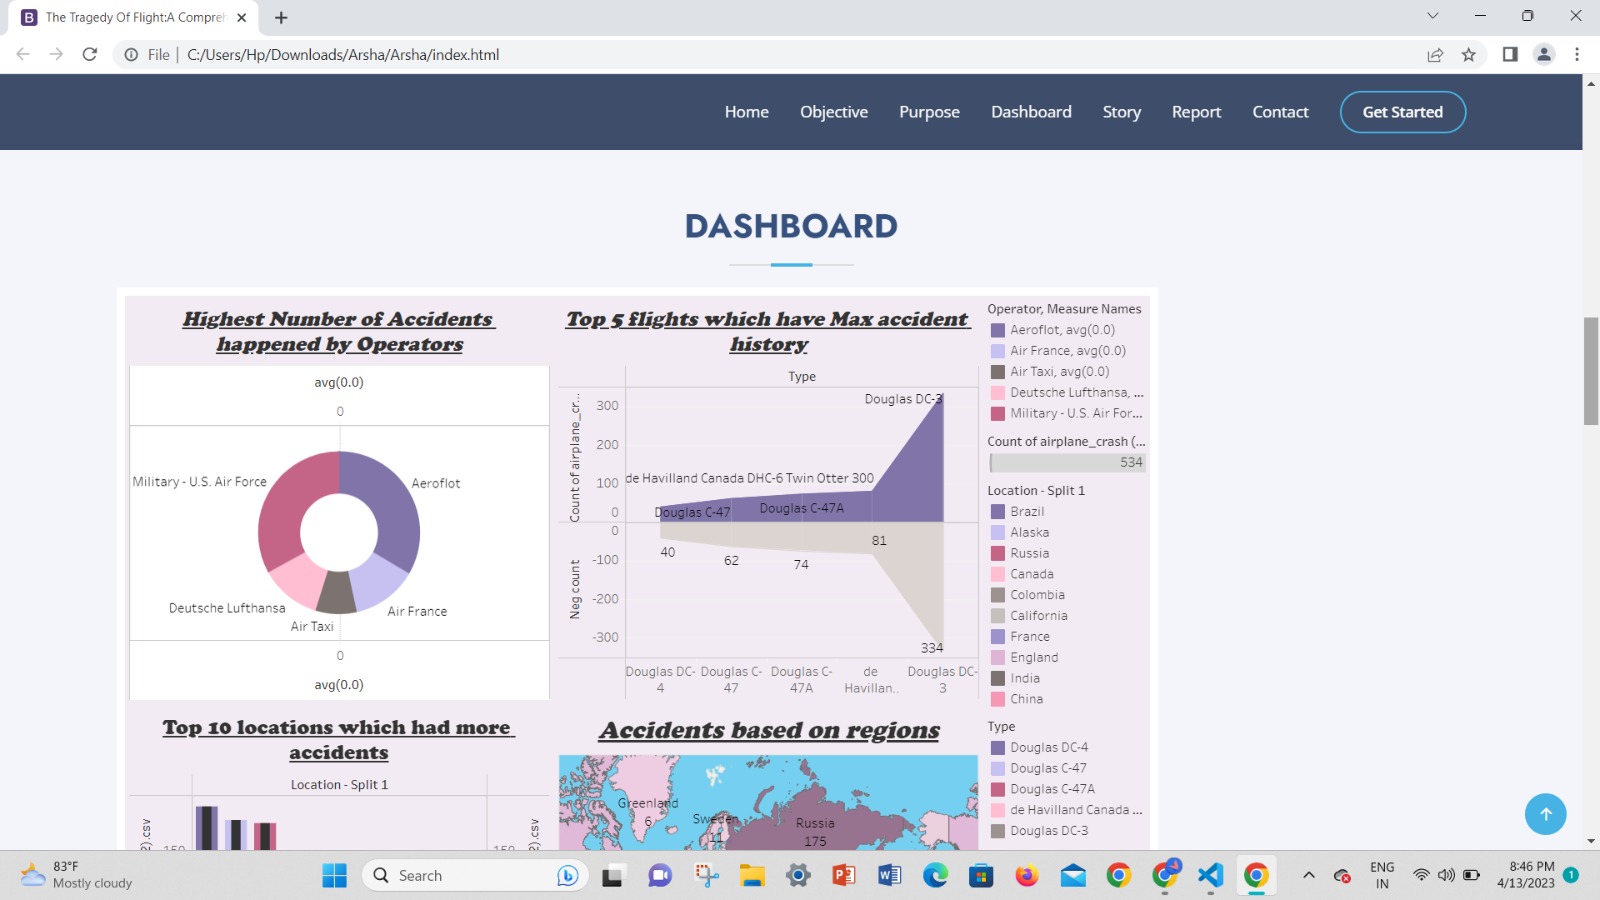 The Tragedy Of Flight:A Compreh
File
C:/Users/Hp/Downloads/Arsha/Arsha/index.html
Home
Objective
Purpose
Dashboard
Story
Report
Contact
Get Started
DASHBOARD
Highest Number of Accidents
happened by Operators
avg(0.0)
0
Military - U.S. Air Force
Aeroflot
Deutsche Lufthansa
Air France
Air Taxi
0
avg(0.0)
Top 5 flights which have Max accident
history
Type
Count of airplane_cr...
300
200
100
0
Douglas DC-3
de Havilland Canada DHC-6 Twin Otter 300
Douglas C-47
Douglas C-47A
Neg count
0
-100
-200
-300
40
62
74
81
334
Douglas DC-
4
Douglas C-
47
Douglas C-
47A
de
Havillan..
Douglas DC-
3
Operator, Measure Names
Aeroflot, avg(0.0)
Air France, avg(0.0)
Air Taxi, avg(0.0)
Deutsche Lufthansa, ...
Military - U.S. Air For...
Count of airplane_crash (...
534
Location - Split 1
Brazil
Alaska
Russia
Canada
Colombia
California
France
England
India
China
Type
Douglas DC-4
Douglas C-47
Douglas C-47A
de Havilland Canada ...
Douglas DC-3
Top 10 locations which had more
accidents
Location - Split 1
2).csv
150
150
2).csv
Accidents based on regions
Greenland
6
Sweden
11
Russia
175
83°F
Mostly cloudy
Search
ENG
IN
8:46 PM
4/13/2023
1